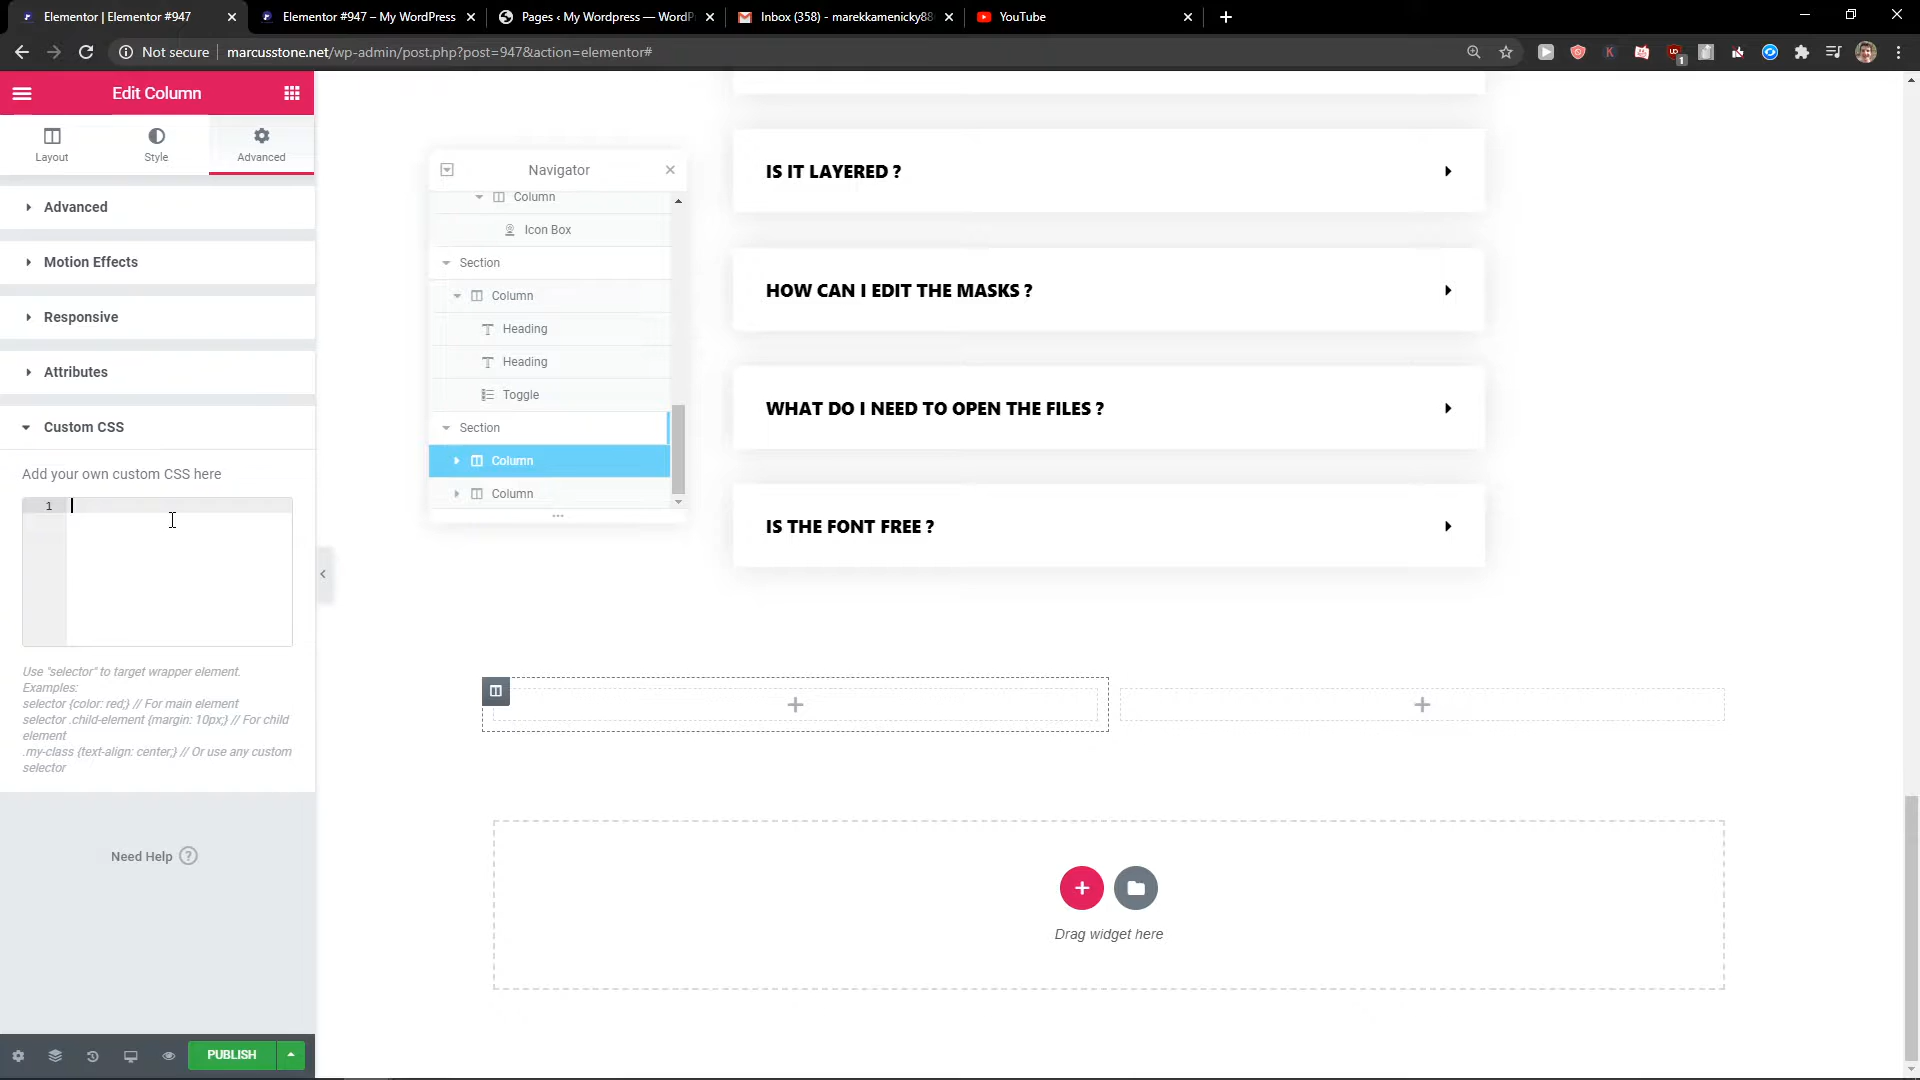 Elementor | Elementor #947
Elementor #947 – My WordPress
Pages ‹ My Wordpress — WordP
Inbox (358) - marekkamenicky88
YouTube
Not secure
marcusstone.net/wp-admin/post.php?post=947&action=elementor#
Edit Column
Layout
Style
Advanced
Advanced
Motion Effects
Responsive
Attributes
Custom CSS
Add your own custom CSS here
1
Use "selector" to target wrapper element.
Examples:
selector {color: red;} // For main element
selector .child-element {margin: 10px;} // For child
element
.my-class {text-align: center;} // Or use any custom
selector
Need Help ?
PUBLISH
Navigator
Column
Icon Box
Section
Column
Heading
Heading
Toggle
Section
Column
Column
IS IT LAYERED ?
HOW CAN I EDIT THE MASKS ?
WHAT DO I NEED TO OPEN THE FILES ?
IS THE FONT FREE ?
Drag widget here